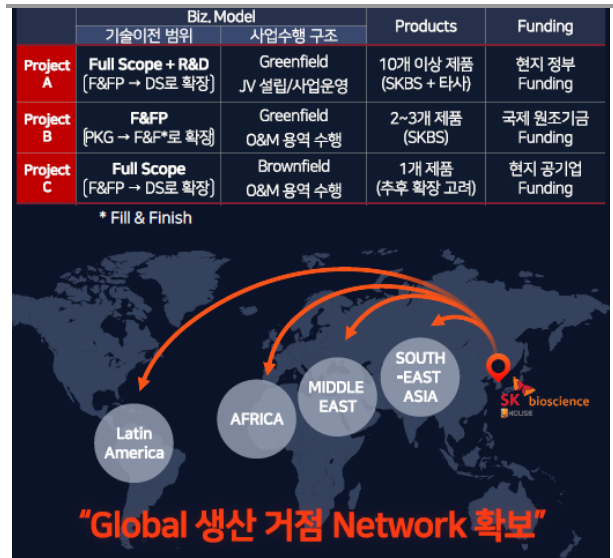 Biz. Model
Products
Funding
기술이전 범위
사업수행 구조
Project
A
Full Scope + R&D
(F&FP → DS로 확장)
Greenfield
JV 설립/사업운영
10개 이상 제품
(SKBS + 타사)
현지 정부
Funding
Project
B
F&FP
(PKG → F&F*로 확장)
Greenfield
O&M 용역 수행
2~3개 제품
(SKBS)
국제 원조기금
Funding
Project
C
Full Scope
(F&FP → DS로 확장)
Brownfield
O&M 용역 수행
1개 제품
(추후 확장 고려)
현지 공기업
Funding
* Fill & Finish
SOUTH
-EAST
ASIA
MIDDLE
EAST
AFRICA
Latin
America
SK bioscience
HOUSE
“Global 생산 거점 Network 확보”